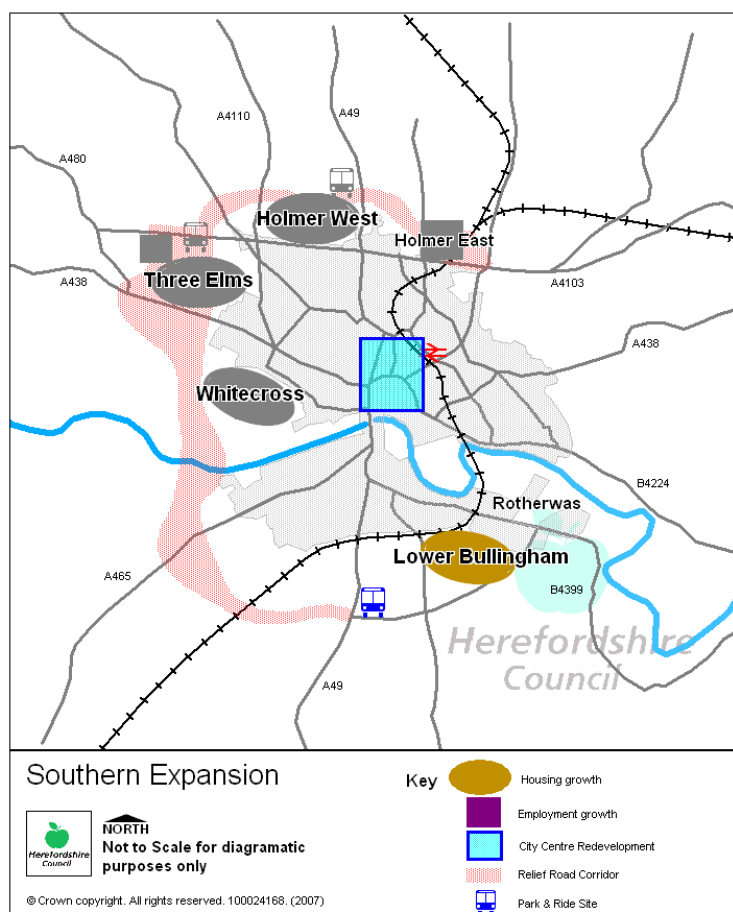 A4110
A49
A480
Holmer West
Holmer East
Three Elms
A438
A4103
A438
Whitecross
B4224
Rotherwas
Lower Bullingham
A465
B4399
Herefordshire
Council
A49
Southern Expansion
Key
Housing growth
Employment growth
NORTH
Not to Scale for diagramatic
purposes only
Herefordshire
Council
City Centre Redevelopment
Relief Road Corridor
© Crown copyright. All rights reserved. 100024168. (2007)
Park & Ride Site